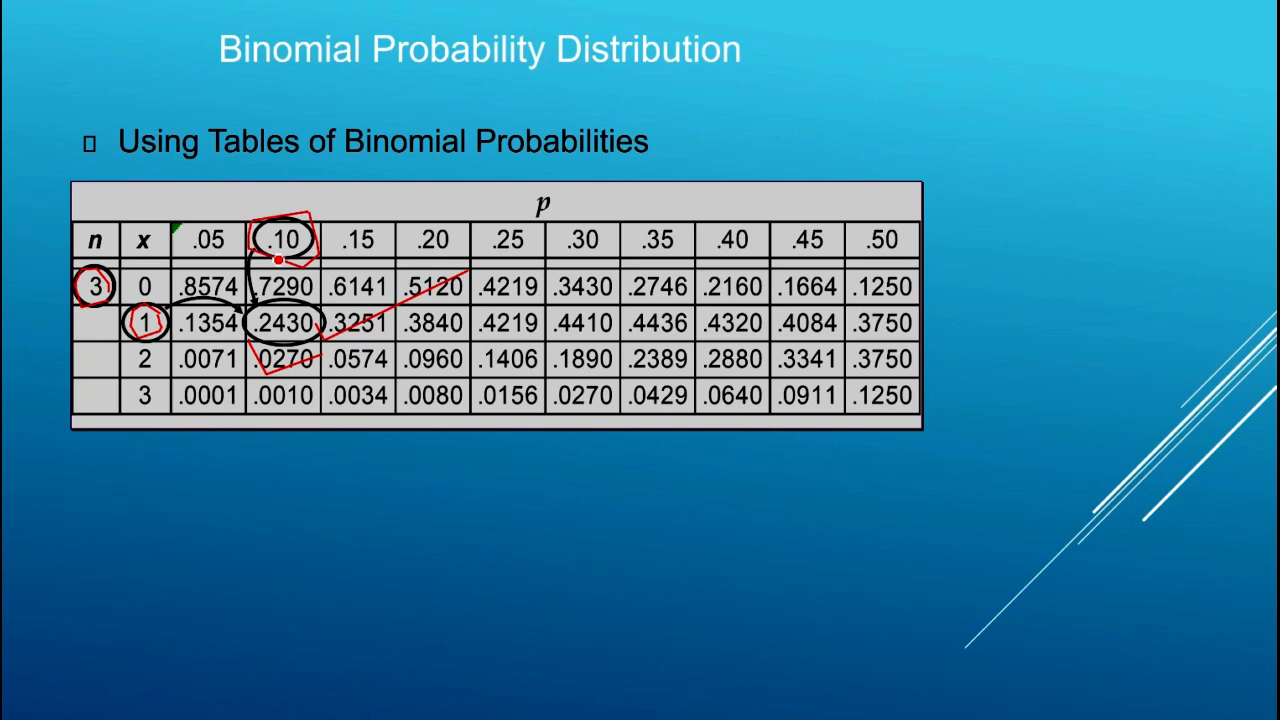 Binomial Probability Distribution
Using Tables of Binomial Probabilities
p
n x .05 .10 .15 .20 .25 .30 .35 .40 .45 .50
3 0 .8574 .7290 .6141 .5120 .4219 .3430 .2746 .2160 .1664 .1250
1 .1354 .2430 .3251 .3840 .4219 .4410 .4436 .4320 .4084 .3750
2 .0071 .0270 .0574 .0960 .1406 .1890 .2389 .2880 .3341 .3750
3 .0001 .0010 .0034 .0080 .0156 .0270 .0429 .0640 .0911 .1250